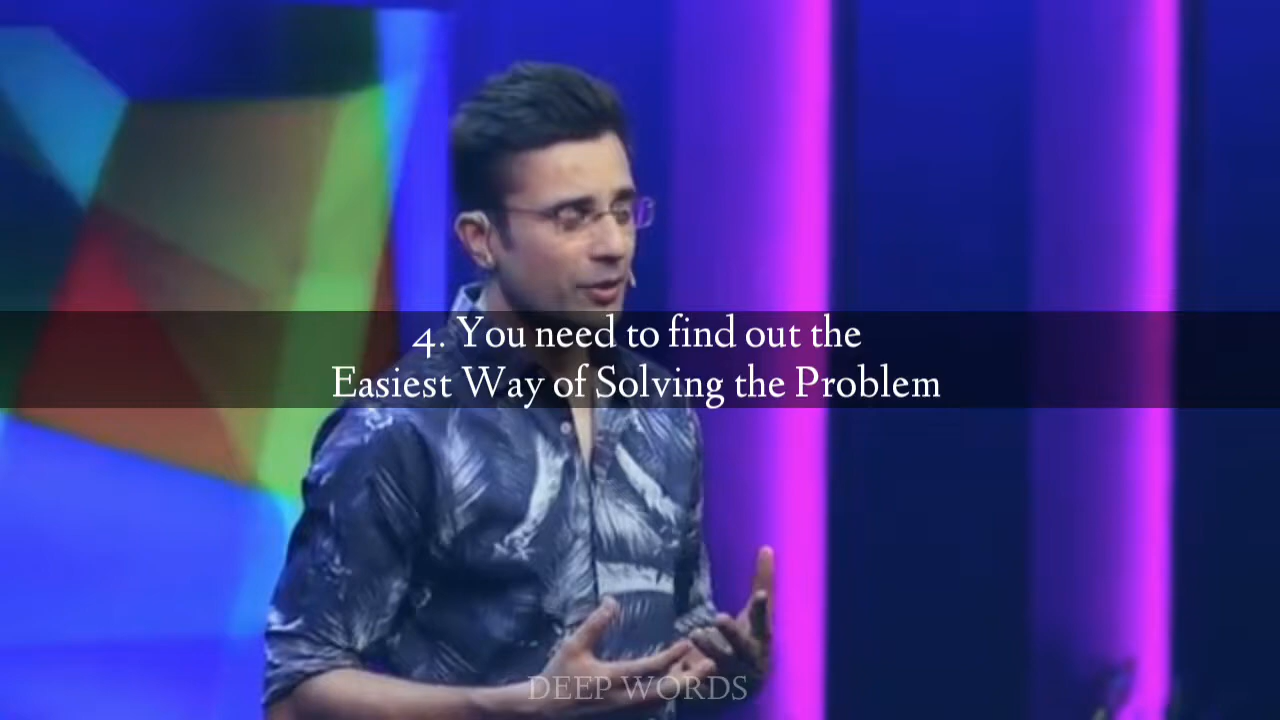 4. You need to find out the
Easiest Way of Solving the Problem
DEEP WORDS